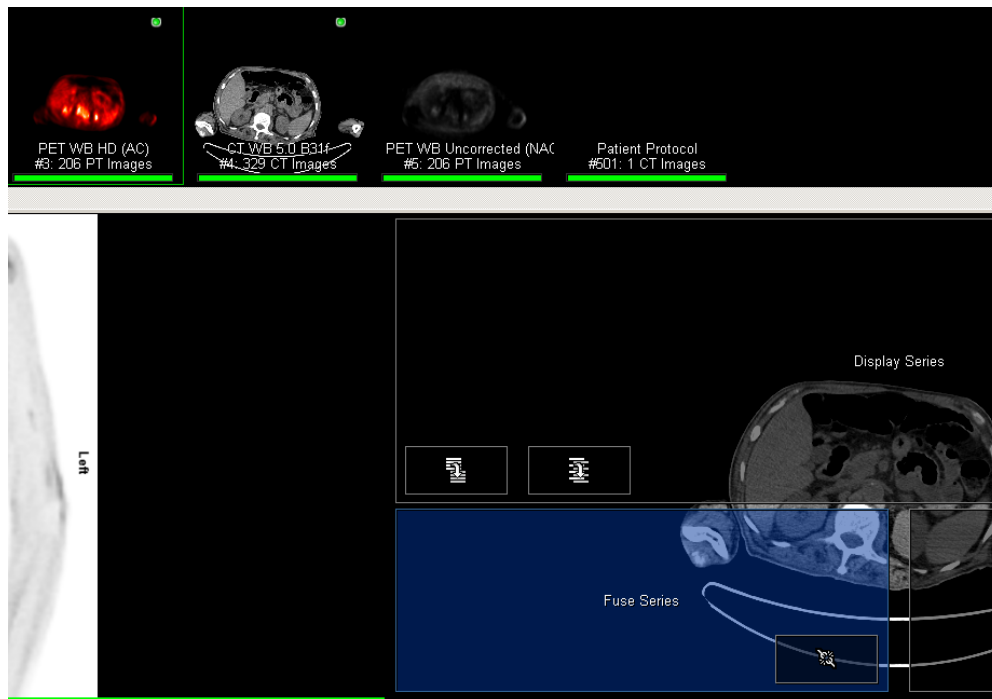 PET WB HD (AC)
#3: 206 PT Images
CT WB 5.0 B31f
#4: 329 CT Images
PET WB Uncorrected (NAC
#5: 206 PT Images
Patient Protocol
#501: 1 CT Images
Display Series
Left
Fuse Series